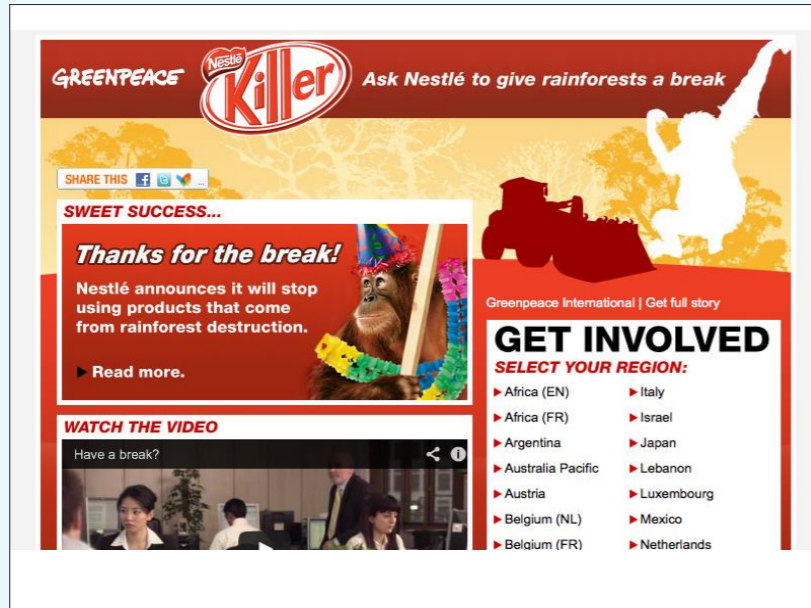 GREENPEACE
Nestlé
Killer
Ask Nestlé to give rainforests a break
SHARE THIS
...
SWEET SUCCESS...
Thanks for the break!
Nestlé announces it will stop
using products that come
from rainforest destruction.
Read more.
WATCH THE VIDEO
Have a break?
Greenpeace International | Get full story
GET INVOLVED
SELECT YOUR REGION:
Africa (EN)
Africa (FR)
Argentina
Australia Pacific
Austria
Belgium (NL)
Belgium (FR)
Italy
Israel
Japan
Lebanon
Luxembourg
Mexico
Netherlands